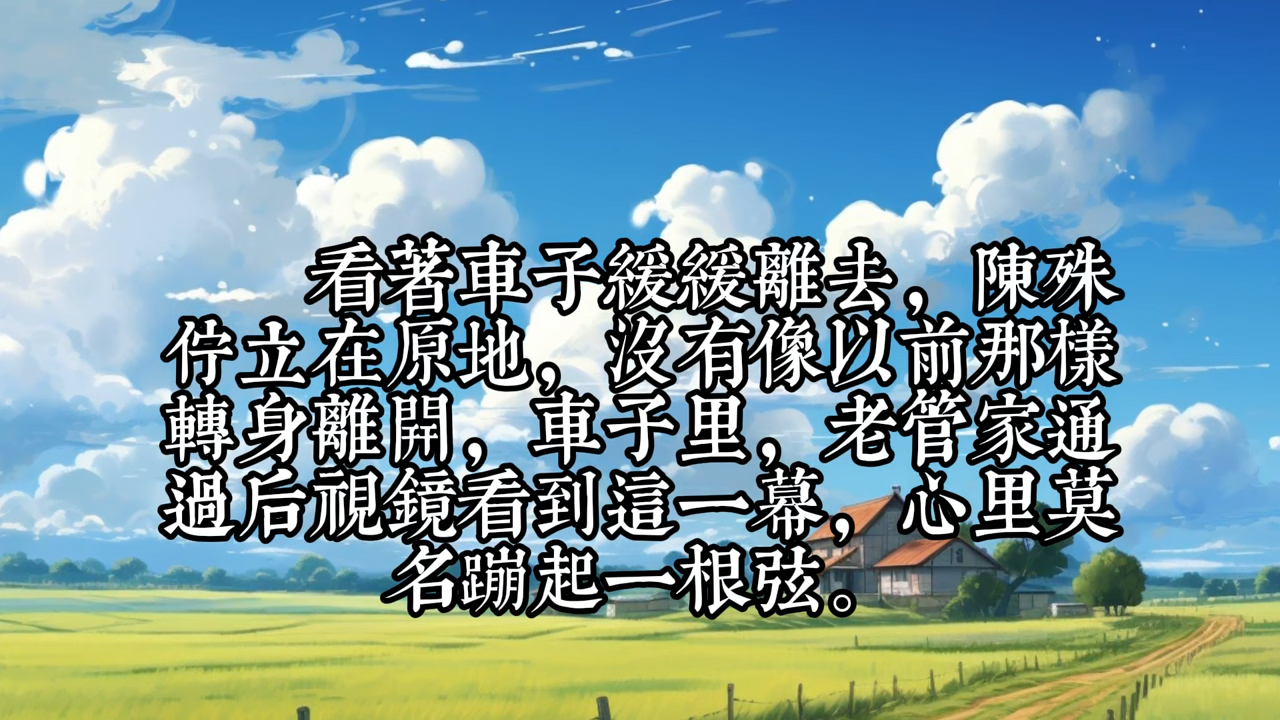 看著車子緩緩離去，陳殊
佇立在原地，沒有像以前那樣
轉身離開，車子里，老管家通
過后視鏡看到這一幕，心里莫
名蹦起一根弦。